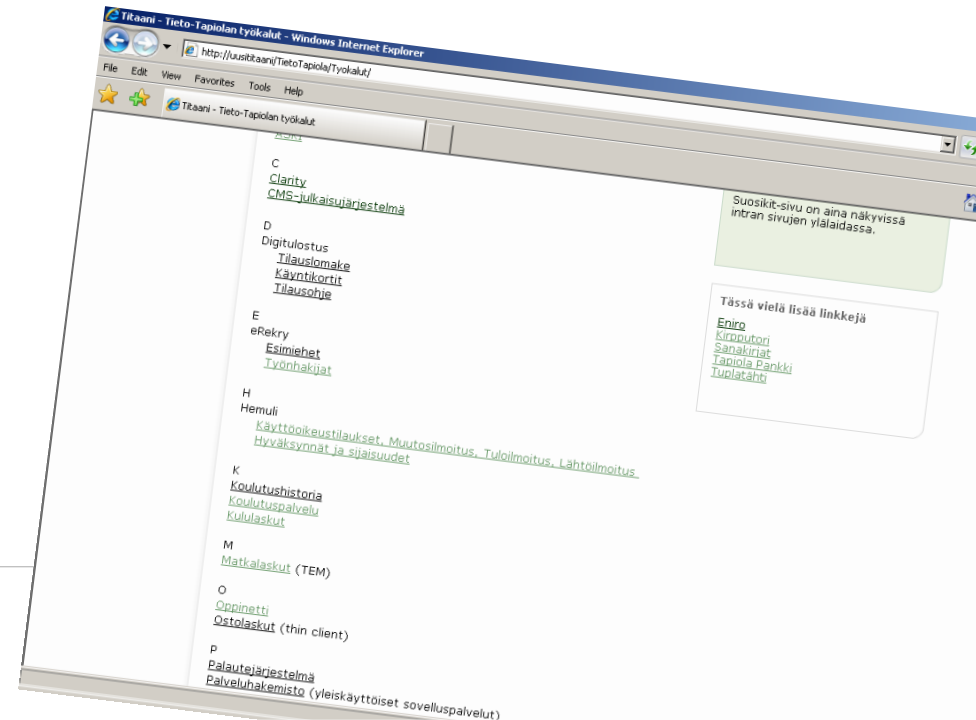 Titaani - Tieto-Tapiolan työkalut - Windows Internet Explorer
http://uusititaani/TietoTapiola/Tyokalut/
File Edit View Favorites Tools Help
Titaani - Tieto-Tapiolan työkalut
C
Clarity
CMS-julkaisujärjestelmä
D
Digitulostus
Tilauslomake
Käyntikortit
Tilausohje
E
eRekry
Esimiehet
Työnhakijat
H
Hemuli
Käyttöoikeustilaukset, Muutosilmoitus, Tuloilmoitus, Lähtöilmoitus
Hyväksynnät ja sijaisuudet
K
Koulutushistoria
Koulutuspalvelu
Kululaskut
M
Matkalaskut (TEM)
O
Oppinetti
Ostolaskut (thin client)
P
Palautejärjestelmä
Palveluhakemisto (yleiskäyttöiset sovelluspalvelut)
Suosikit-sivu on aina näkyvissä
intran sivujen ylälaidassa.
Tässä vielä lisää linkkejä
Eniro
Kirpputori
Sanakirjat
Tapiola Pankki
Tuplatähti